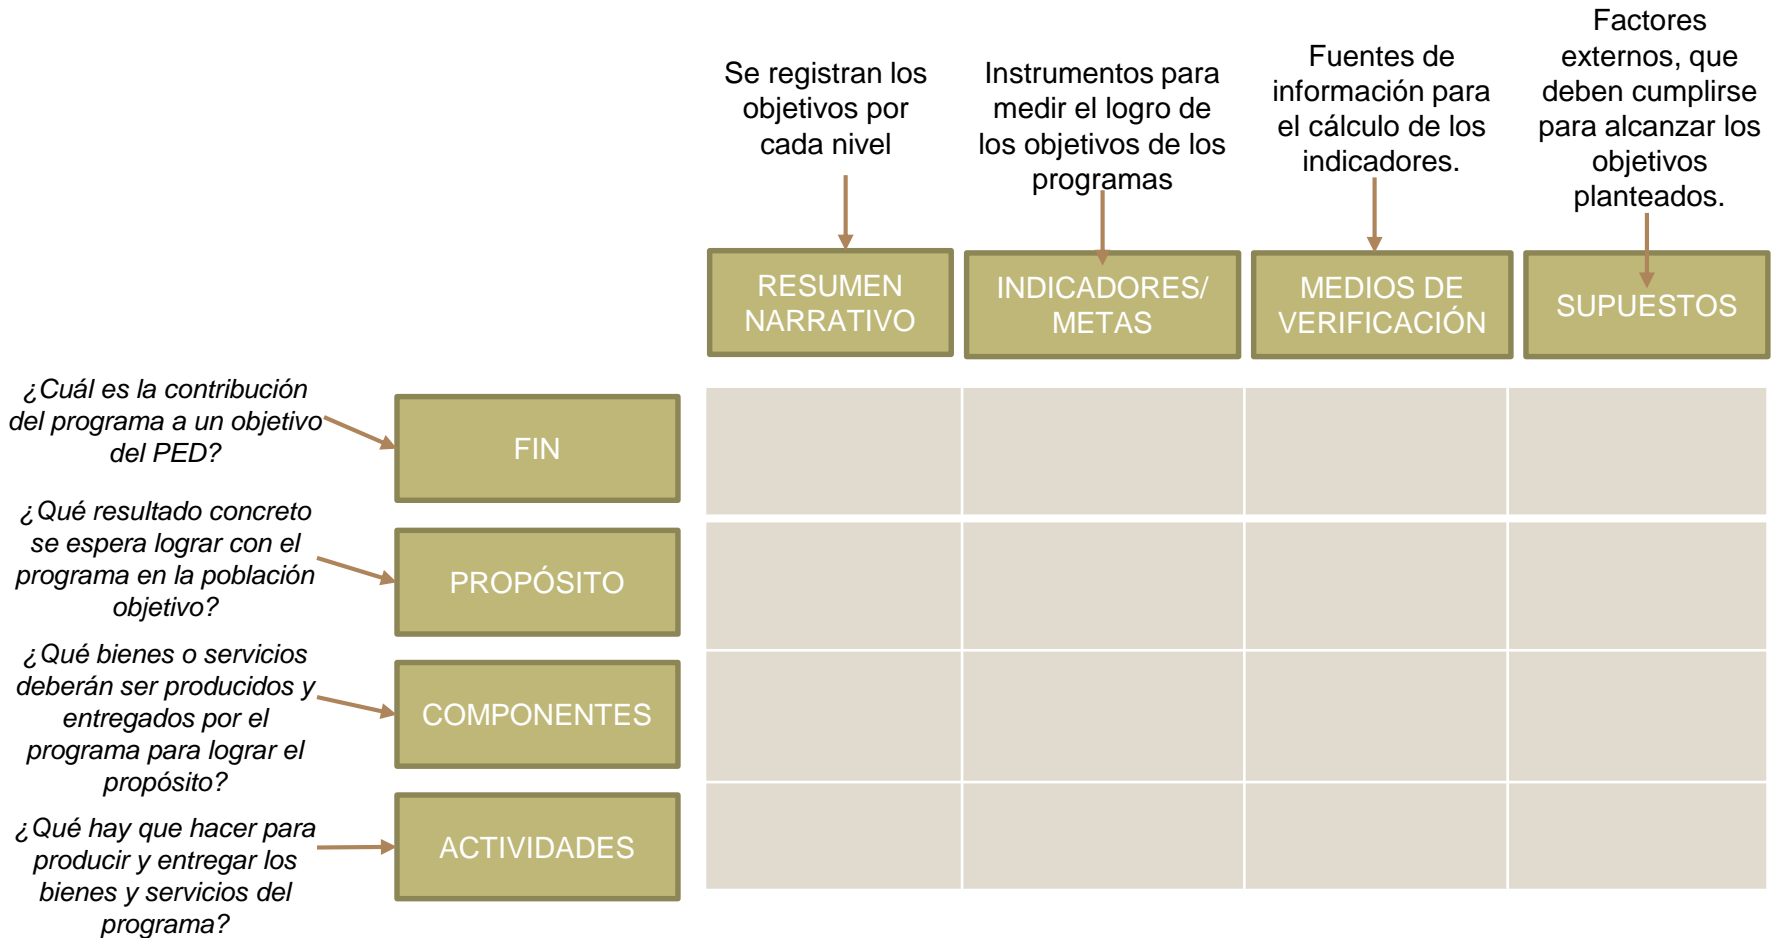 Se registran los
objetivos por
cada nivel
Instrumentos para
medir el logro de
los objetivos de los
programas
Fuentes de
información para
el cálculo de los
indicadores.
Factores
externos, que
deben cumplirse
para alcanzar los
objetivos
planteados.
RESUMEN
NARRATIVO
INDICADORES/
METAS
MEDIOS DE
VERIFICACIÓN
SUPUESTOS
¿Cuál es la contribución
del programa a un objetivo
del PED?
FIN
¿Qué resultado concreto
se espera lograr con el
programa en la población
objetivo?
PROPÓSITO
¿Qué bienes o servicios
deberán ser producidos y
entregados por el
programa para lograr el
propósito?
COMPONENTES
¿Qué hay que hacer para
producir y entregar los
bienes y servicios del
programa?
ACTIVIDADES